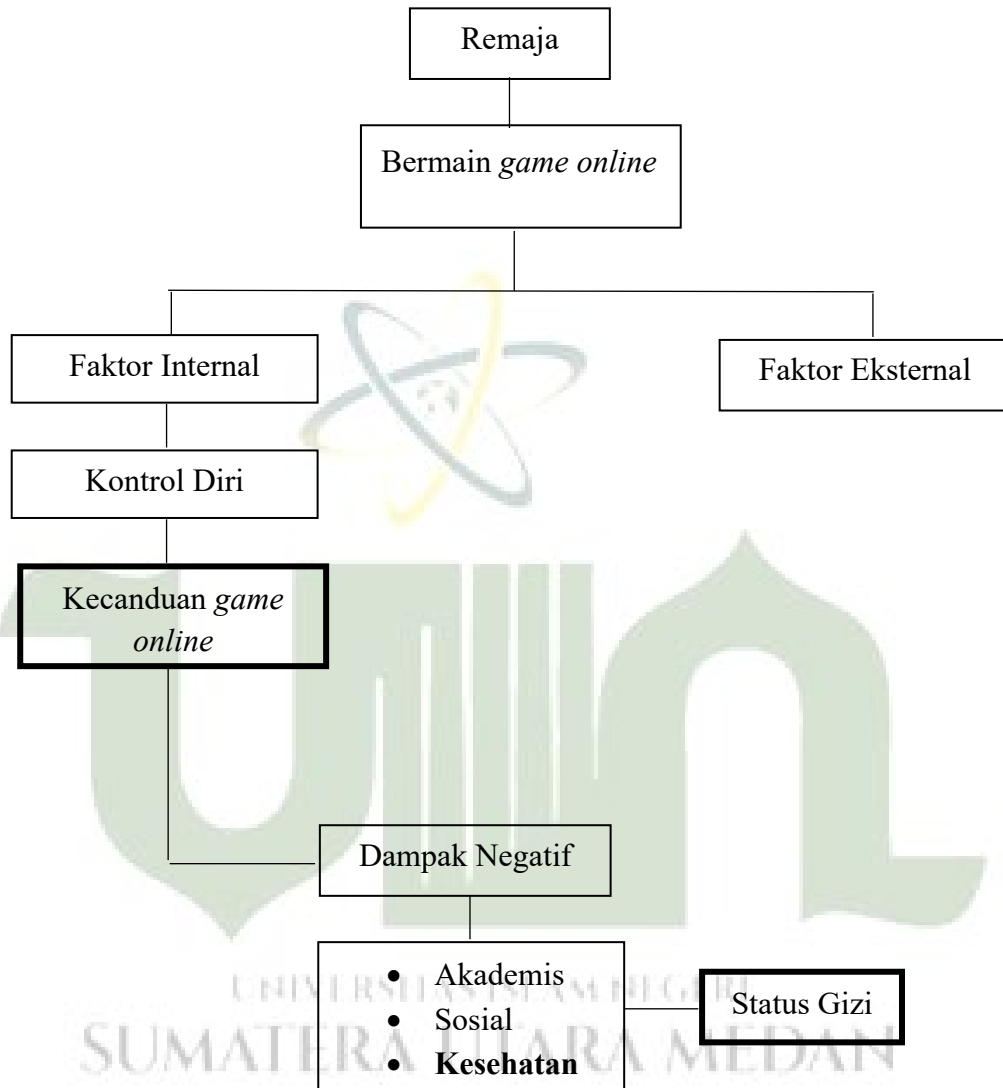 Remaja
Bermain game online
Faktor Internal
Faktor Eksternal
Kontrol Diri
Kecanduan game
online
Dampak Negatif
• Akademis
• Sosial
• Kesehatan
Status Gizi
UNIVERSITAS ISLAM NEGERI
SUMATERA UTARA MEDAN